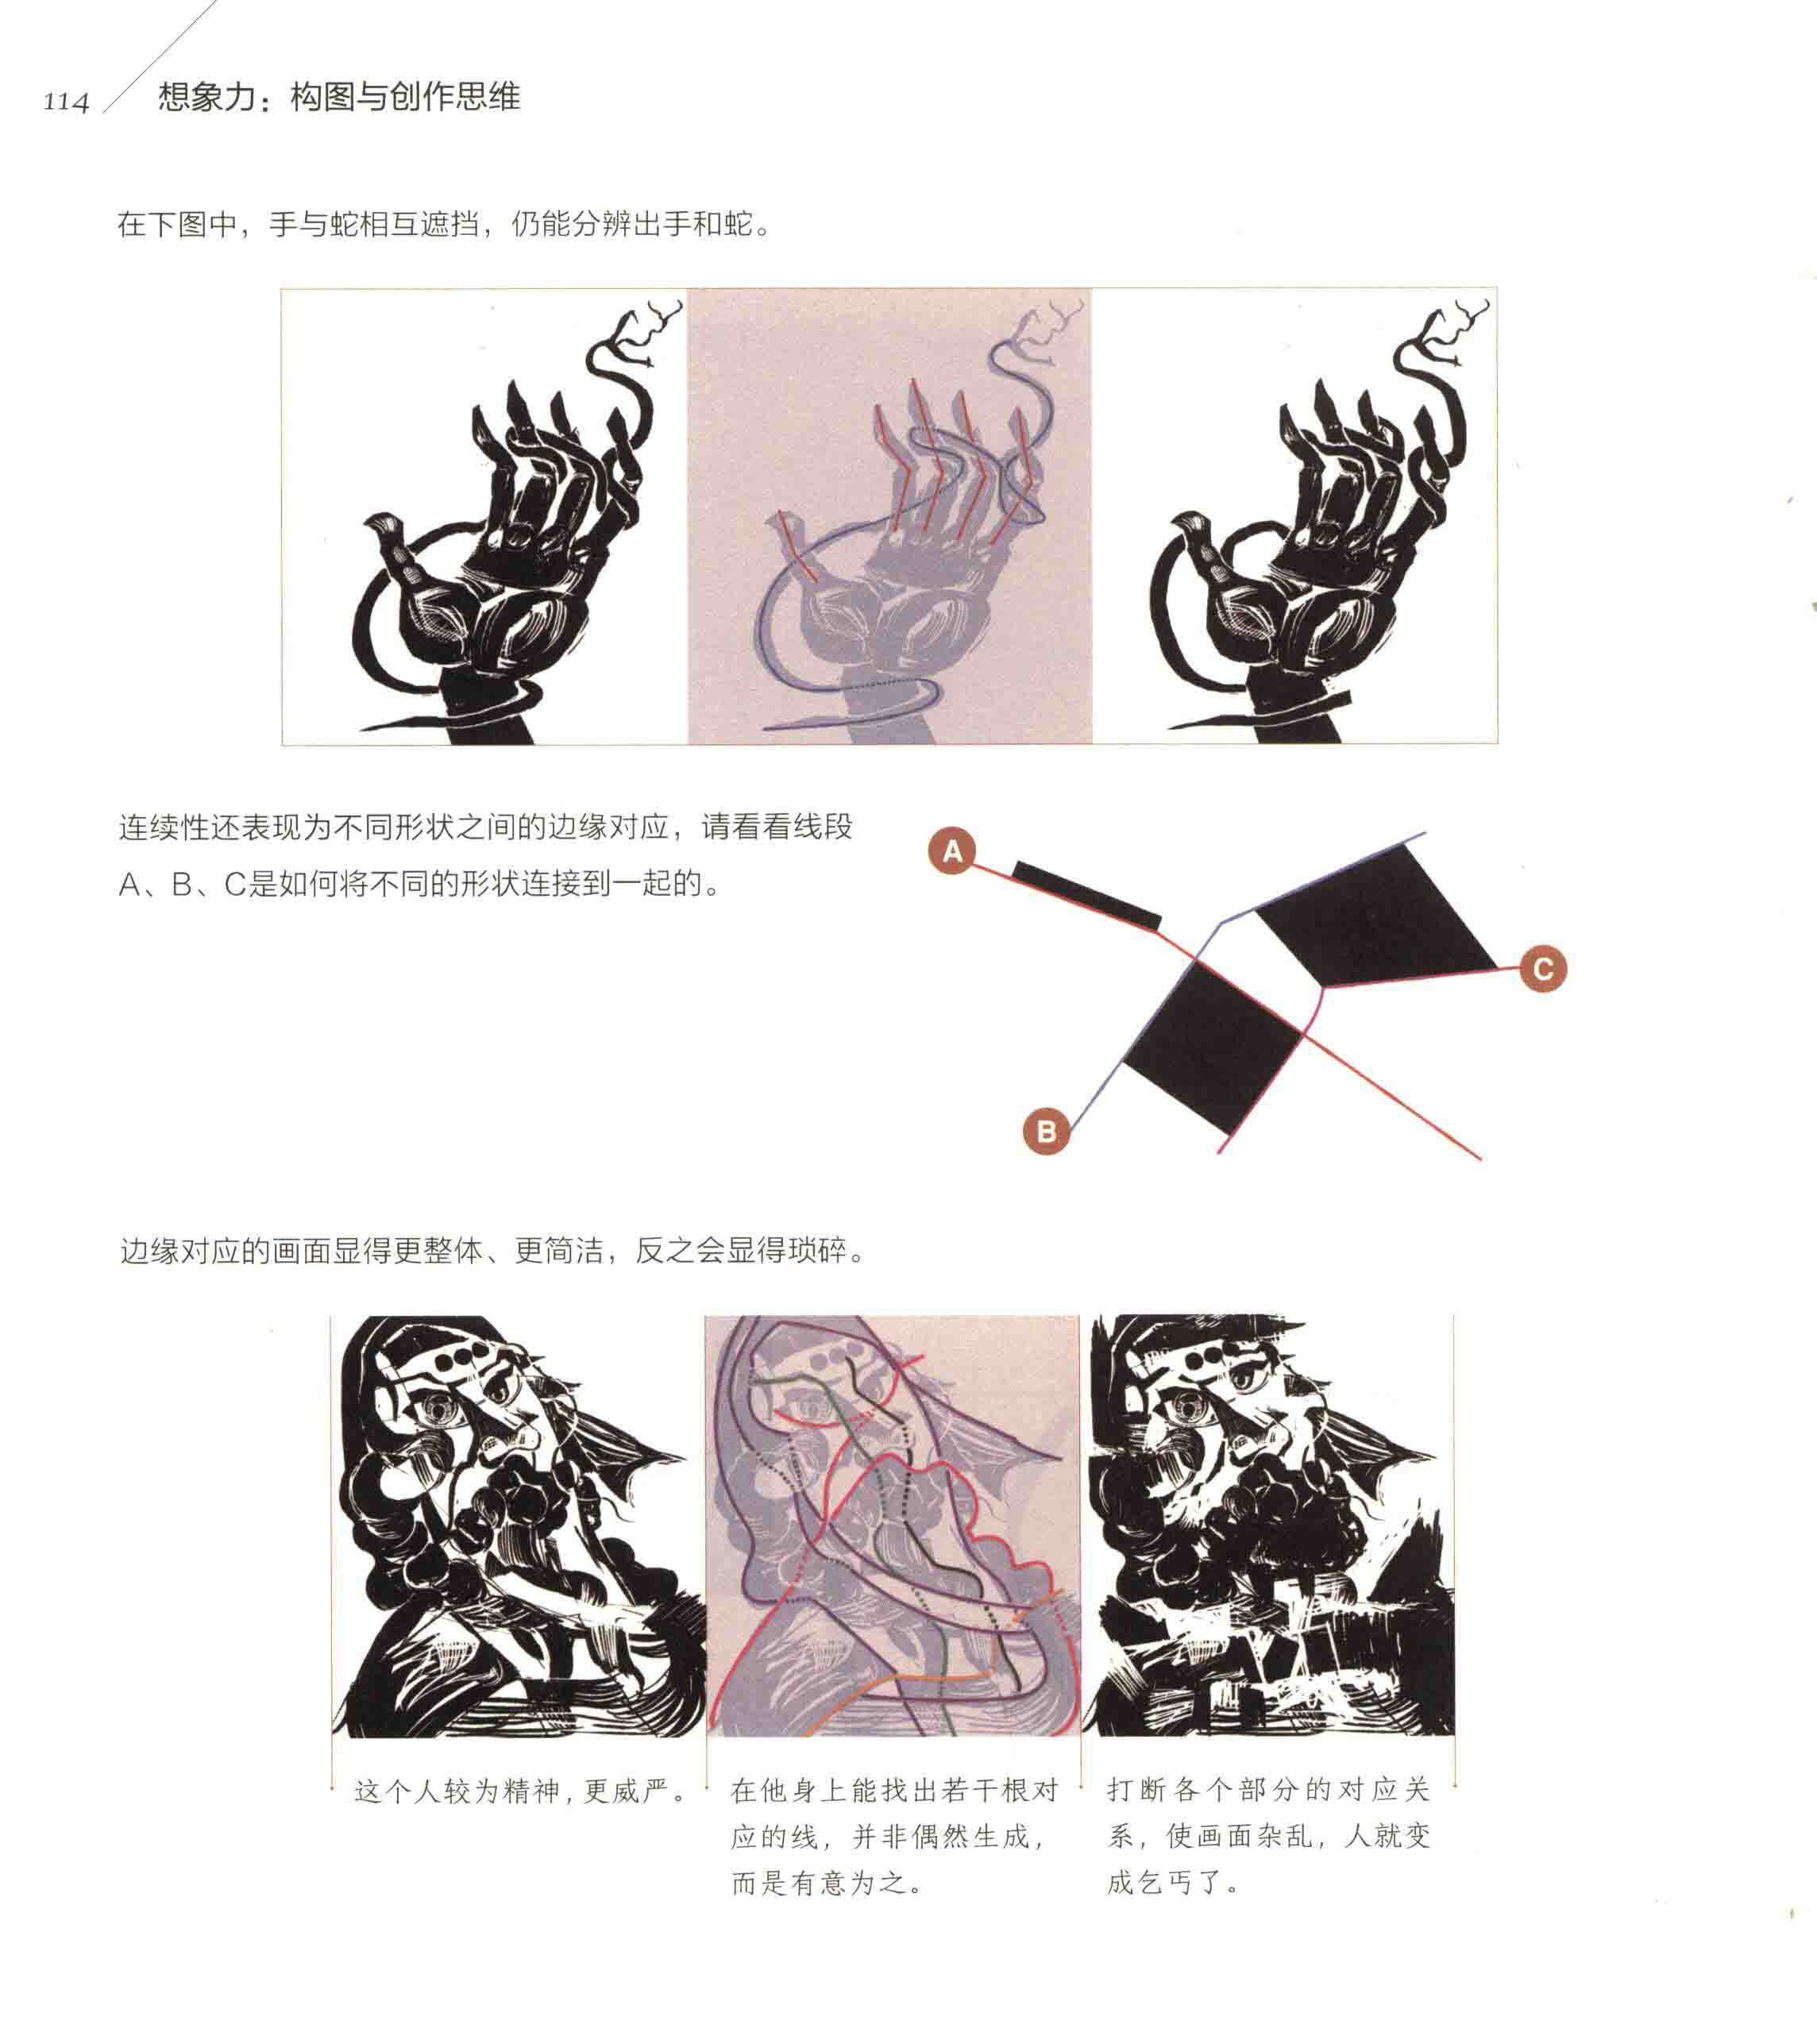 114
想象力：构图与创作思维
在下图中，手与蛇相互遮挡，仍能分辨出手和蛇。
连续性还表现为不同形状之间的边缘对应，请看看线段
A、B、C是如何将不同的形状连接到一起的。
A
C
B
边缘对应的画面显得更整体、更简洁，反之会显得琐碎。
这个人较为精神，更威严。
在他身上能找出若干根对
应的线，并非偶然生成，
而是有意为之。
打断各个部分的对应关
系，使画面杂乱，人就变
成乞丐了。